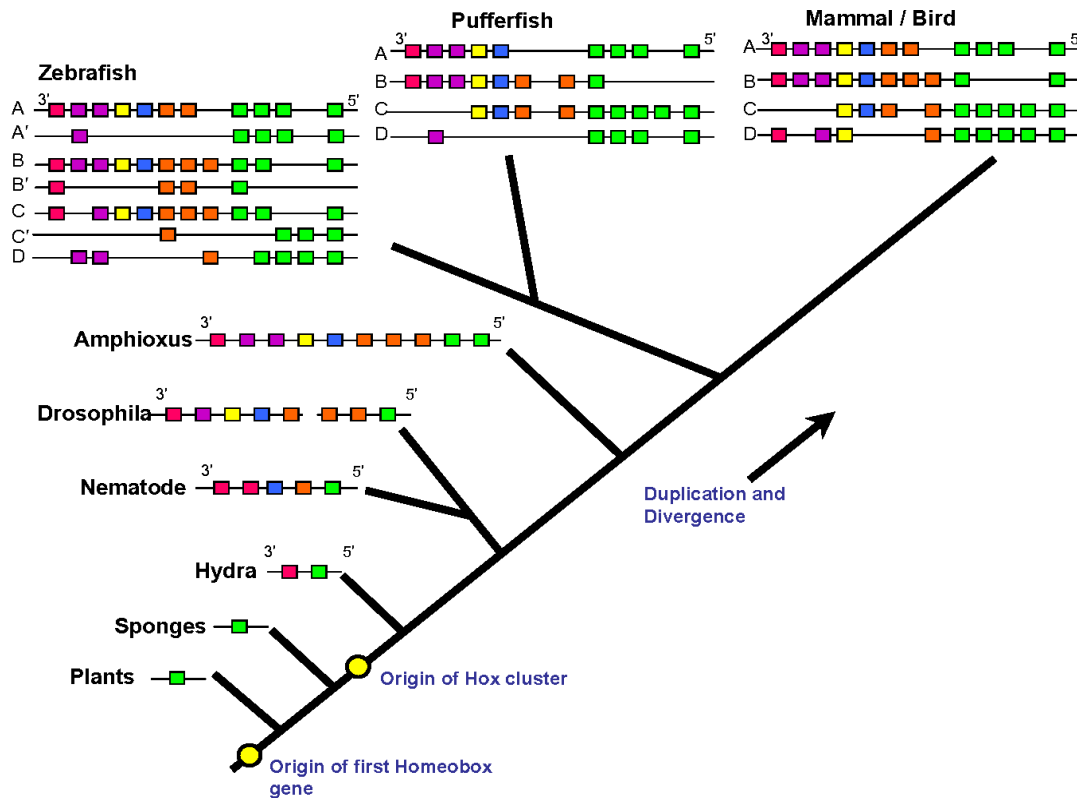 Pufferfish
Mammal / Bird
3' 5'
A
B
C
D
3' 5'
A
B
C
D
Zebrafish
3' 5'
A
A'
B
B'
C
C'
D
3' 5'
Amphioxus
3' 5'
Drosophila
3' 5'
Nematode
Duplication and
Divergence
3' 5'
Hydra
Sponges
Plants
Origin of Hox cluster
Origin of first Homeobox
gene